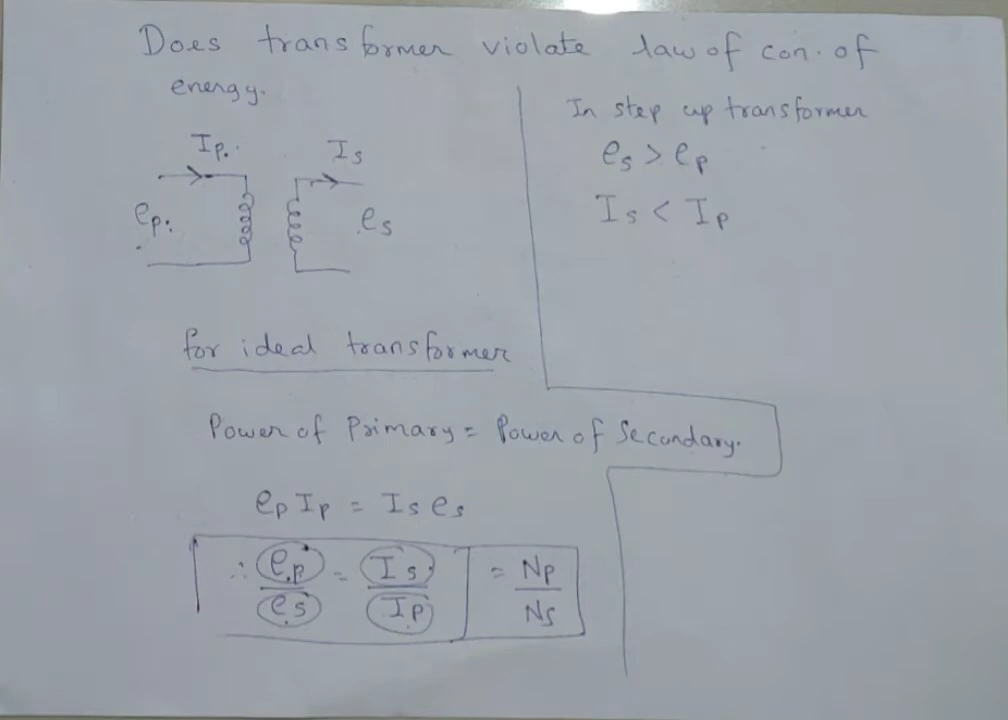 Does transformer violate law of con. of
energy.
Ip.
Is
ep.
es
In step up transformer
es > ep
Is < Ip
for ideal transformer
Power of Primary = Power of Secondary.
ep Ip = Is es
∴ ep/es = Is/Ip = Np/Ns